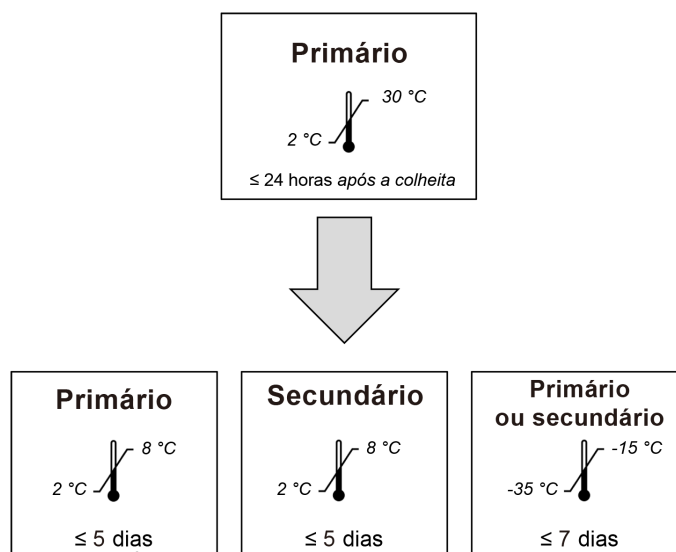 Primário
30 °C
2 °C
≤ 24 horas após a colheita
Primário
8 °C
2 °C
≤ 5 dias
Secundário
8 °C
2 °C
≤ 5 dias
Primário
ou secundário
-15 °C
-35 °C
≤ 7 dias